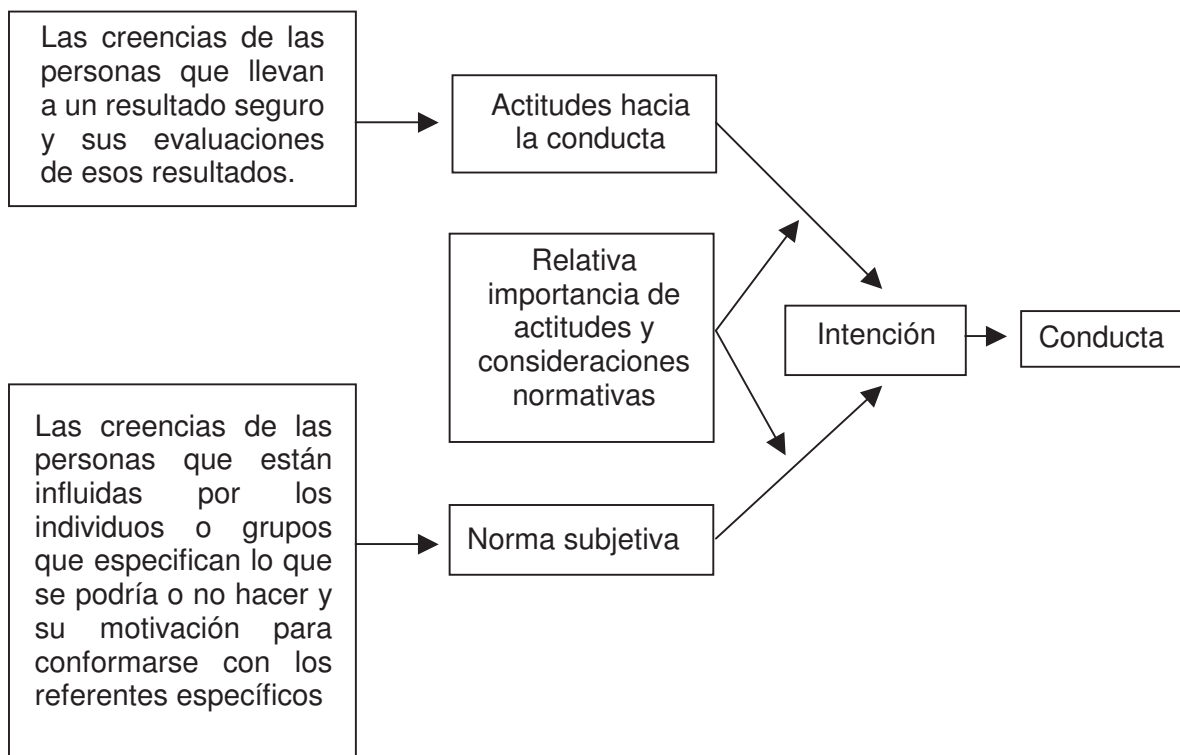 Las creencias de las
personas que llevan
a un resultado seguro
y sus evaluaciones
de esos resultados.
Actitudes hacia
la conducta
Relativa
importancia de
actitudes y
consideraciones
normativas
Intención
Conducta
Las creencias de las
personas que están
influidas por los
individuos o grupos
que especifican lo que
se podría o no hacer y
su motivación para
conformarse con los
referentes específicos
Norma subjetiva